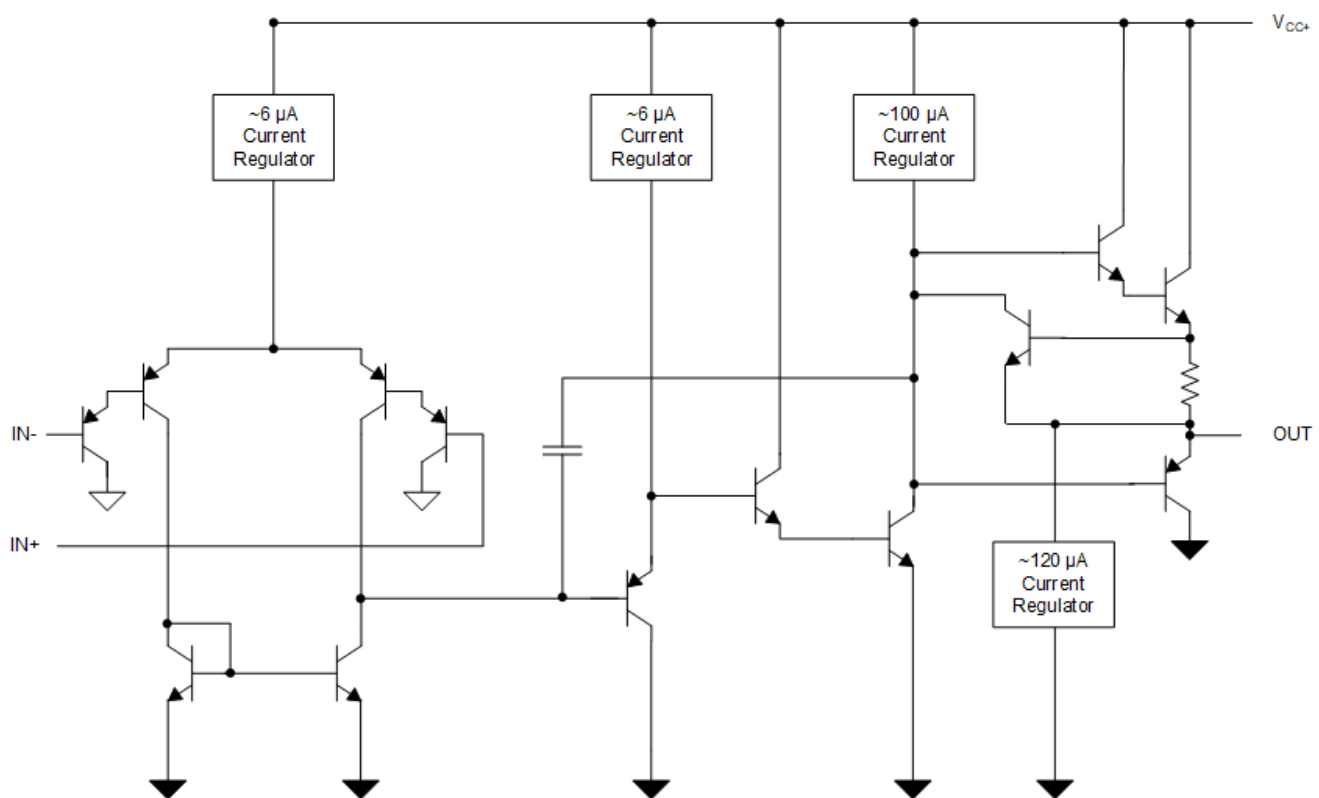 V_CC+
~6 µA
Current
Regulator
~6 µA
Current
Regulator
~100 µA
Current
Regulator
IN-
OUT
IN+
~120 µA
Current
Regulator